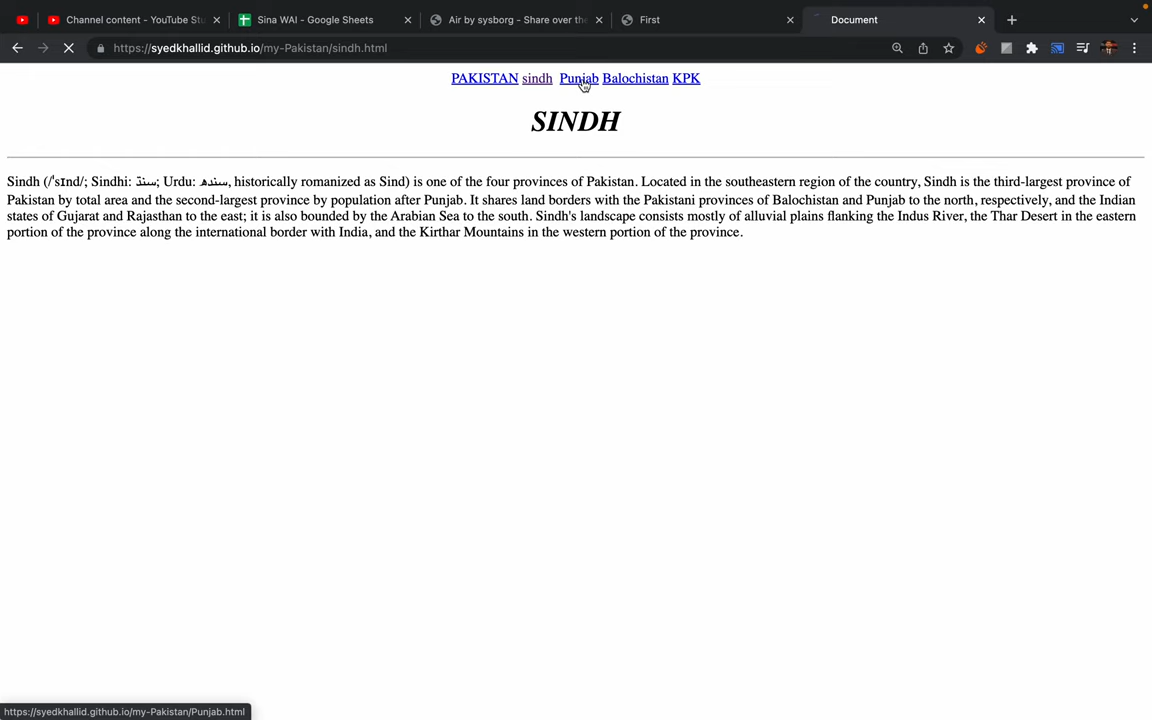 Channel content - YouTube Stu
Sina WAI - Google Sheets
Air by sysborg - Share over the
First
Document
https://syedkhallid.github.io/my-Pakistan/sindh.html
PAKISTAN sindh Punjab Balochistan KPK
SINDH
Sindh (/ˈsɪnd/; Sindhi: سنڌ; Urdu: سندھ, historically romanized as Sind) is one of the four provinces of Pakistan. Located in the southeastern region of the country, Sindh is the third-largest province of
Pakistan by total area and the second-largest province by population after Punjab. It shares land borders with the Pakistani provinces of Balochistan and Punjab to the north, respectively, and the Indian
states of Gujarat and Rajasthan to the east; it is also bounded by the Arabian Sea to the south. Sindh's landscape consists mostly of alluvial plains flanking the Indus River, the Thar Desert in the eastern
portion of the province along the international border with India, and the Kirthar Mountains in the western portion of the province.
https://syedkhallid.github.io/my-Pakistan/Punjab.html